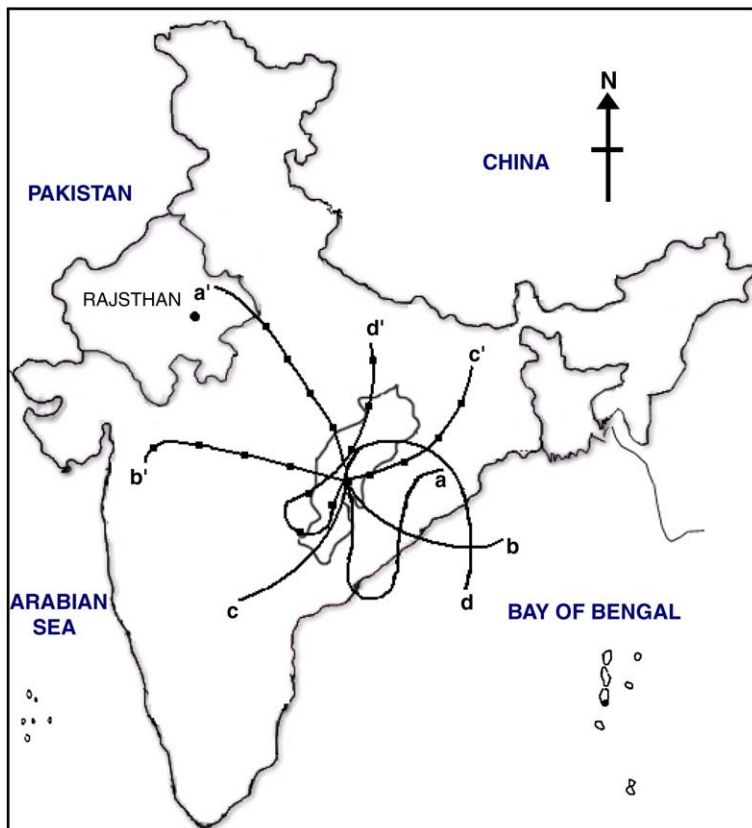 N
CHINA
PAKISTAN
RAJSTHAN
a'
d'
c'
b'
a
b
c
d
ARABIAN
SEA
BAY OF BENGAL